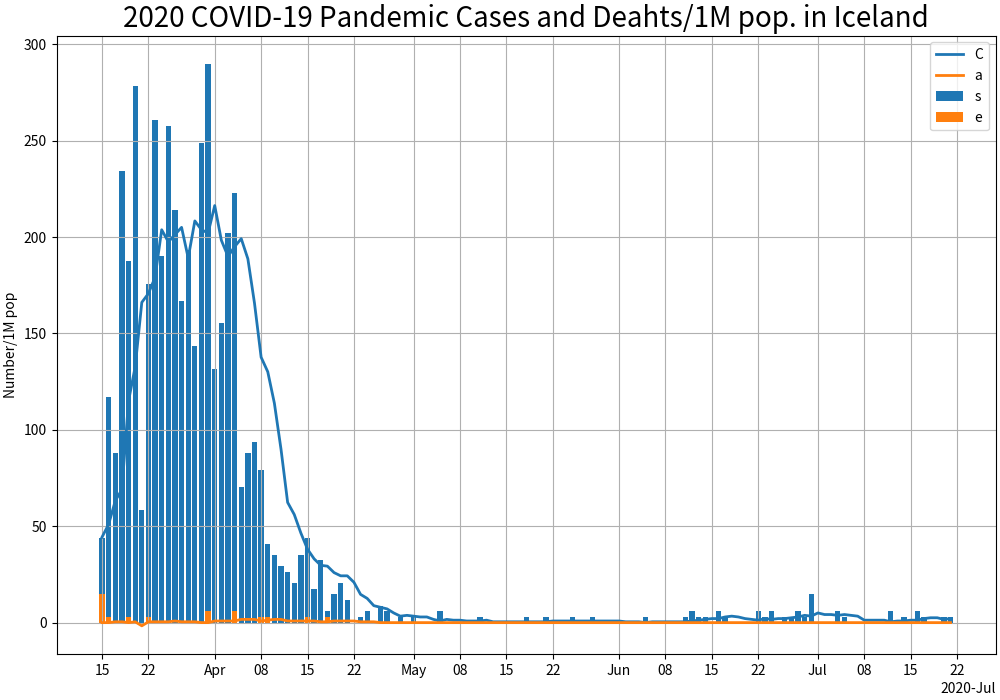 2020 COVID-19 Pandemic Cases and Deahts/1M pop. in Iceland
300
250
200
150
100
50
0
Number/1M pop
C
a
s
e
15 22 Apr 08 15 22 May 08 15 22 Jun 08 15 22 Jul 08 15 22
2020-Jul